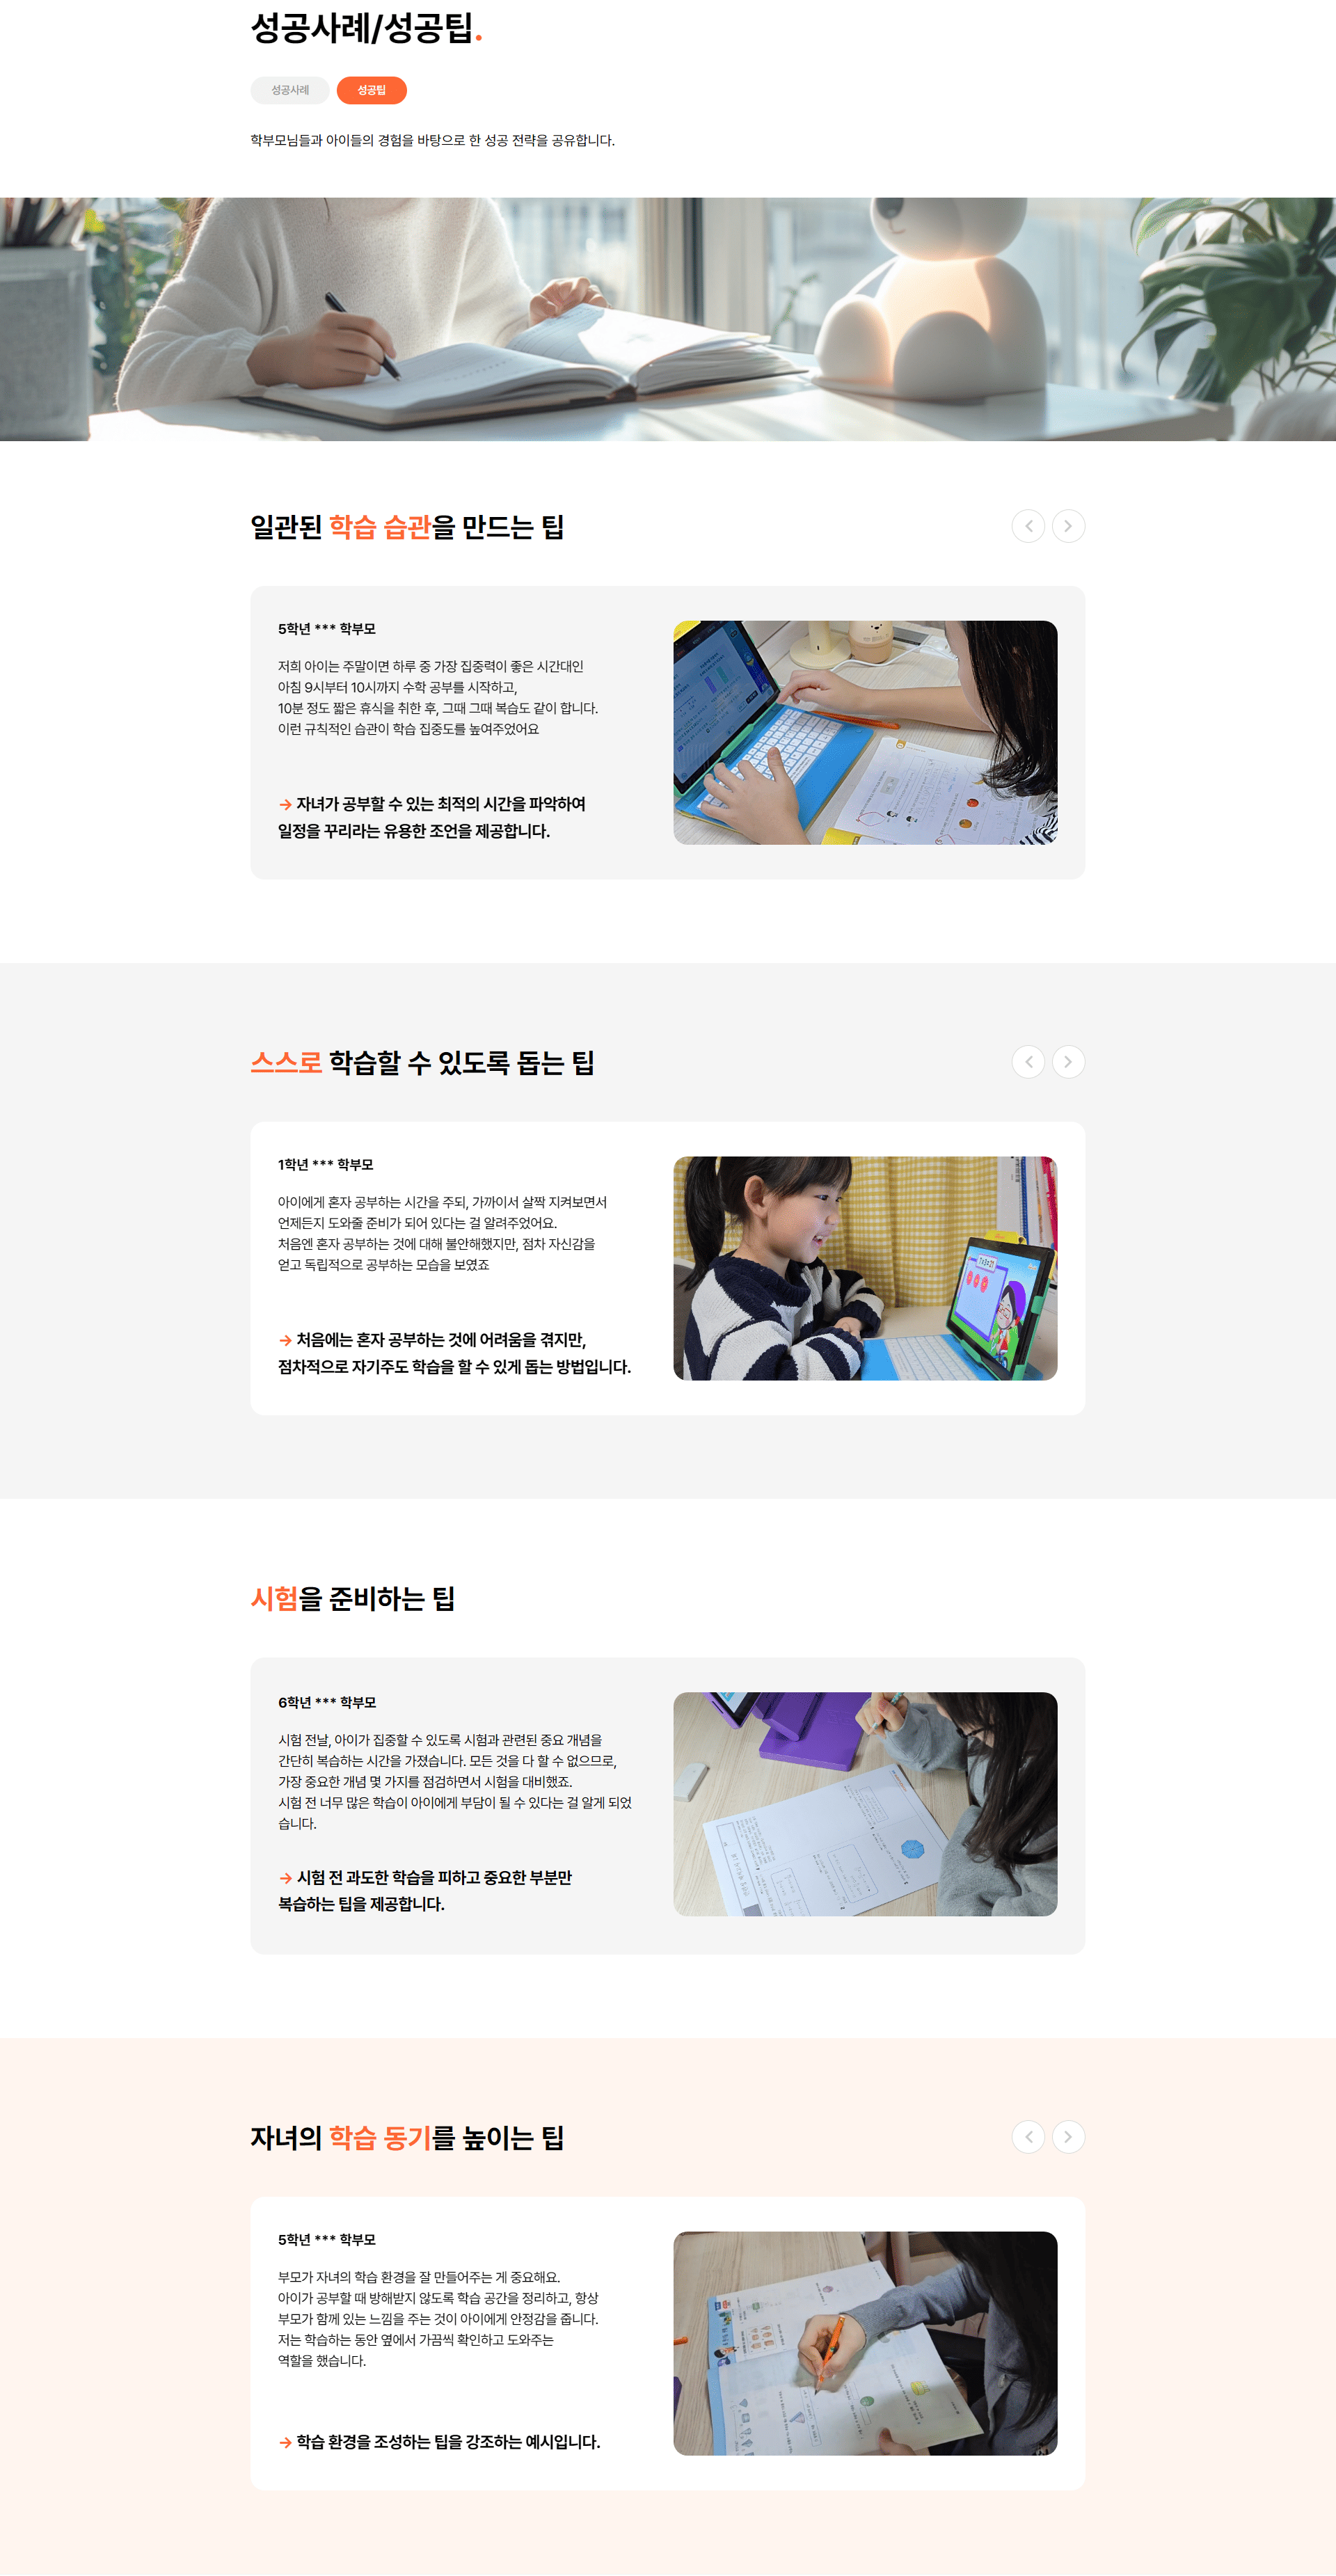 성공사례/성공팁.
성공사례 성공팁
학부모님들과 아이들의 경험을 바탕으로 한 성공 전략을 공유합니다.
일관된 학습 습관을 만드는 팁
5학년 *** 학부모
저희 아이는 주말이면 하루 중 가장 집중력이 좋은 시간대인
아침 9시부터 10시까지 수학 공부를 시작하고,
10분 정도 짧은 휴식을 취한 후, 그때 그때 복습도 같이 합니다.
이런 규칙적인 습관이 학습 집중도를 높여주었어요
→ 자녀가 공부할 수 있는 최적의 시간을 파악하여
일정을 꾸리라는 유용한 조언을 제공합니다.
스스로 학습할 수 있도록 돕는 팁
1학년 *** 학부모
아이에게 혼자 공부하는 시간을 주되, 가까이서 살짝 지켜보면서
언제든지 도와줄 준비가 되어 있다는 걸 알려주었어요.
처음엔 혼자 공부하는 것에 대해 불안해했지만, 점차 자신감을
얻고 독립적으로 공부하는 모습을 보였죠
→ 처음에는 혼자 공부하는 것에 어려움을 겪지만,
점차적으로 자기주도 학습을 할 수 있게 돕는 방법입니다.
시험을 준비하는 팁
6학년 *** 학부모
시험 전날, 아이가 집중할 수 있도록 시험과 관련된 중요 개념을
간단히 복습하는 시간을 가졌습니다. 모든 것을 다 할 수 없으므로,
가장 중요한 개념 몇 가지를 점검하면서 시험을 대비했죠.
시험 전 너무 많은 학습이 아이에게 부담이 될 수 있다는 걸 알게 되었
습니다.
→ 시험 전 과도한 학습을 피하고 중요한 부분만
복습하는 팁을 제공합니다.
자녀의 학습 동기를 높이는 팁
5학년 *** 학부모
부모가 자녀의 학습 환경을 잘 만들어주는 게 중요해요.
아이가 공부할 때 방해받지 않도록 학습 공간을 정리하고, 항상
부모가 함께 있는 느낌을 주는 것이 아이에게 안정감을 줍니다.
저는 학습하는 동안 옆에서 가끔씩 확인하고 도와주는
역할을 했습니다.
→ 학습 환경을 조성하는 팁을 강조하는 예시입니다.